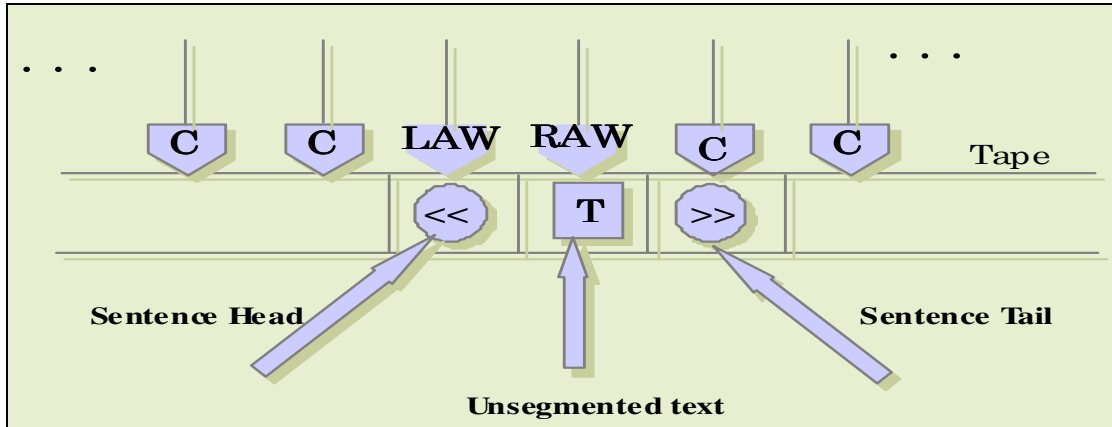 . . . . . .
C C LAW RAW C C
Tape
<< T >>
Sentence Head Sentence Tail
Unsegmented text